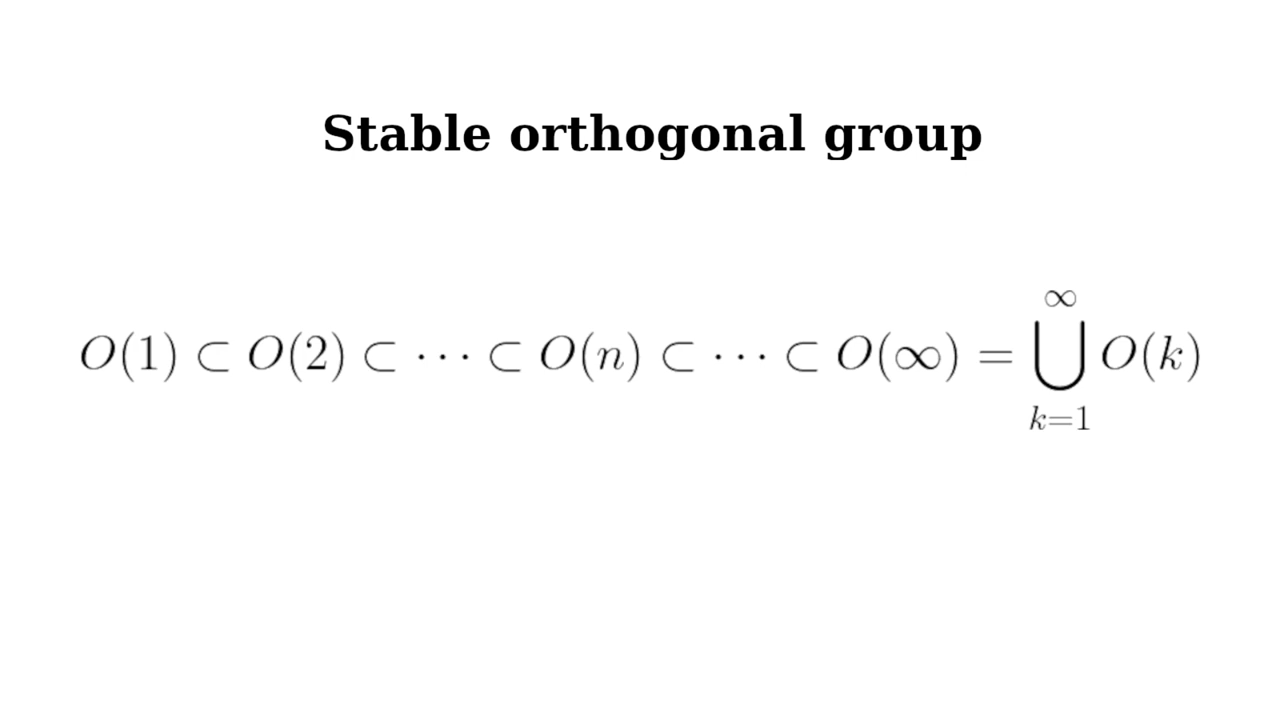 Stable orthogonal group
O(1) ⊂ O(2) ⊂ ··· ⊂ O(n) ⊂ ··· ⊂ O(∞) = ⋃_{k=1}^{∞} O(k)